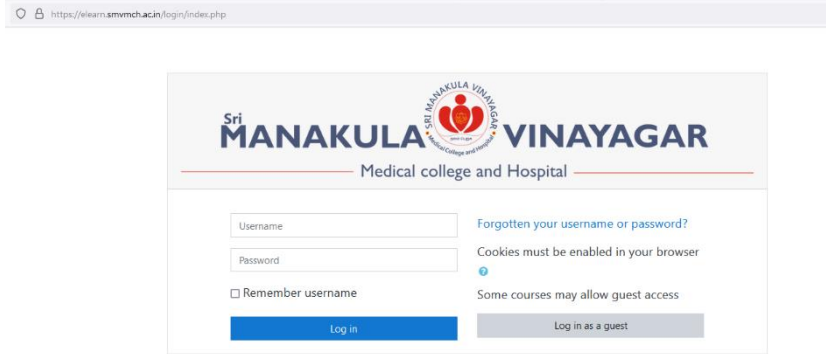 https://elearn.smvmch.ac.in/login/index.php
SRI MANAKULA VINAYAGAR
Medical College and Hospital
Sri
MANAKULA VINAYAGAR
Medical college and Hospital
Username
Password
Remember username
Log in
Forgotten your username or password?
Cookies must be enabled in your browser
?
Some courses may allow guest access
Log in as a guest